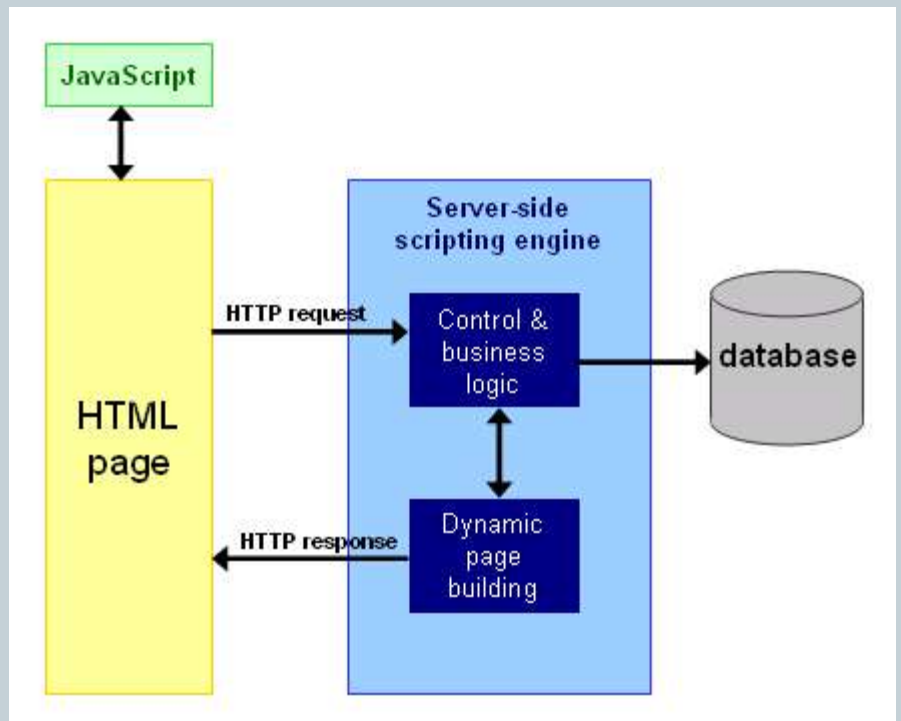 JavaScript
Server-side
scripting engine
HTTP request
Control &
business
logic
database
HTML
page
HTTP response
Dynamic
page
building